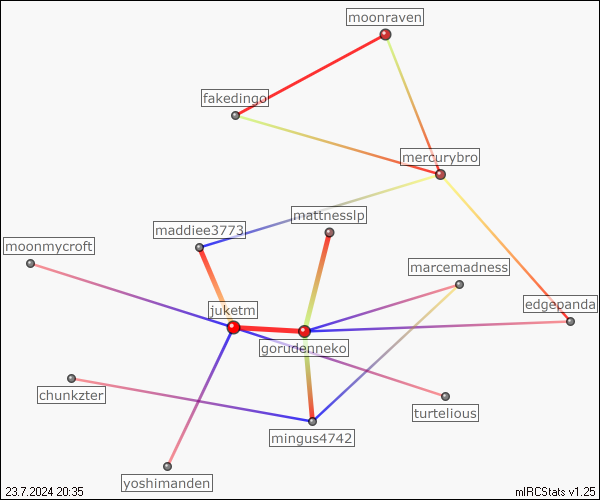 moonraven
fakedingo
mercurybro
mattnesslp
maddiee3773
moonmycroft
marcemadness
edgepanda
juketm
gorudenneko
chunkzter
turtelious
mingus4742
yoshimanden
23.7.2024 20:35
mIRCStats v1.25